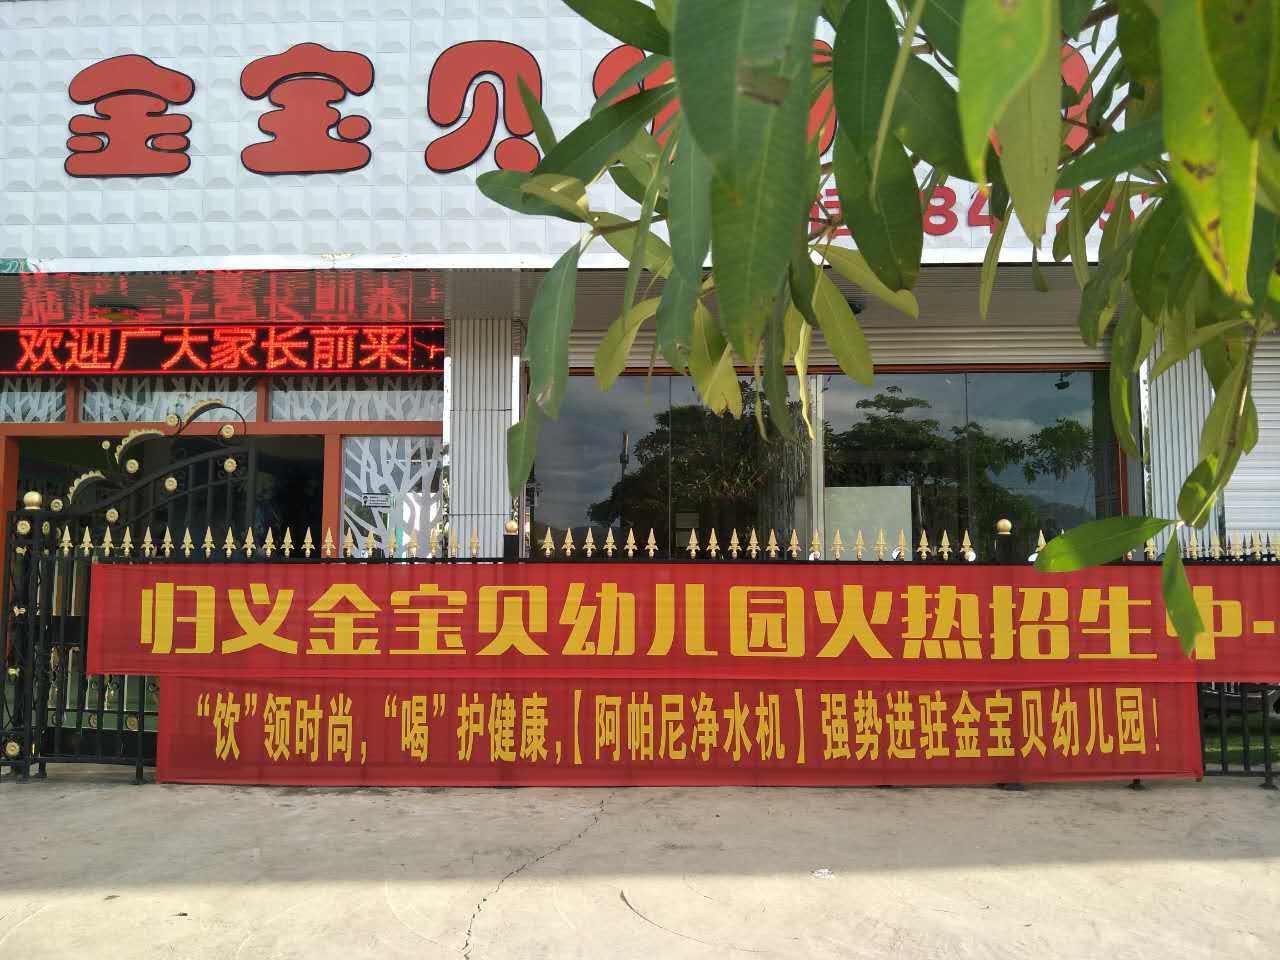 金宝贝
欢迎广大家长前来
归义金宝贝幼儿园火热招生中
“饮”领时尚，“喝”护健康，【阿帕尼净水机】强势进驻金宝贝幼儿园！